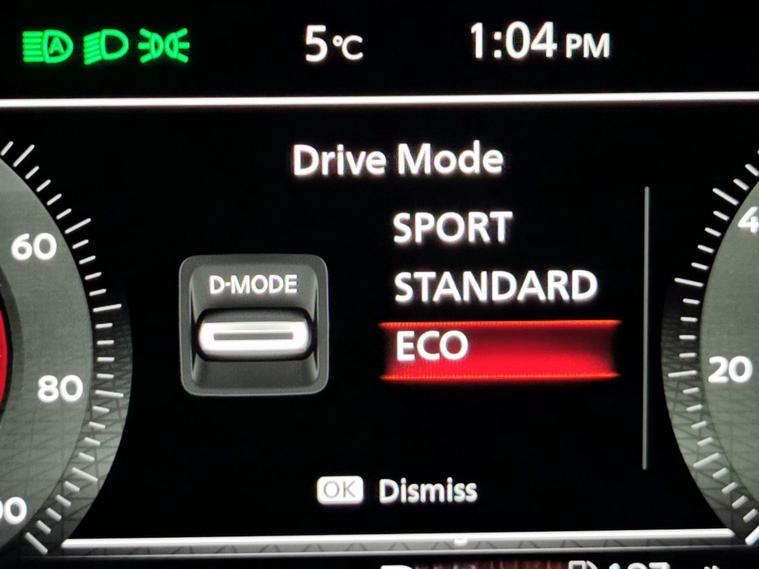 5°C
1:04 PM
Drive Mode
SPORT
STANDARD
ECO
D-MODE
OK Dismiss
60
80
20